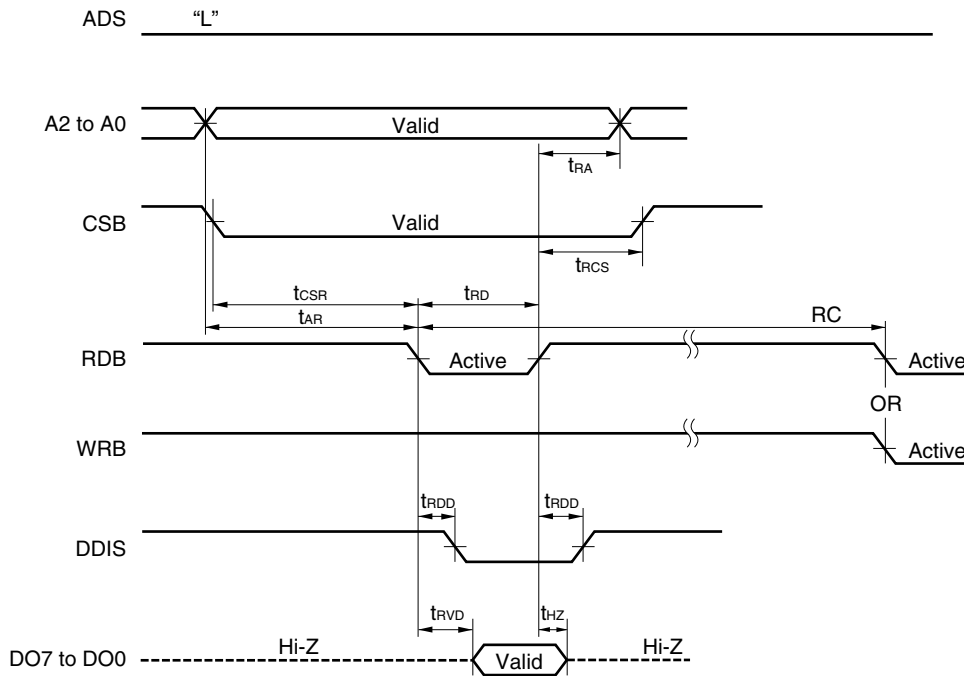 ADS “L”
A2 to A0 Valid
tRA
CSB Valid
tRCS
tCSR tRD
tAR RC
RDB Active Active
OR
WRB Active
tRDD tRDD
DDIS
tRVD tHZ
DO7 to DO0 Hi-Z Valid Hi-Z